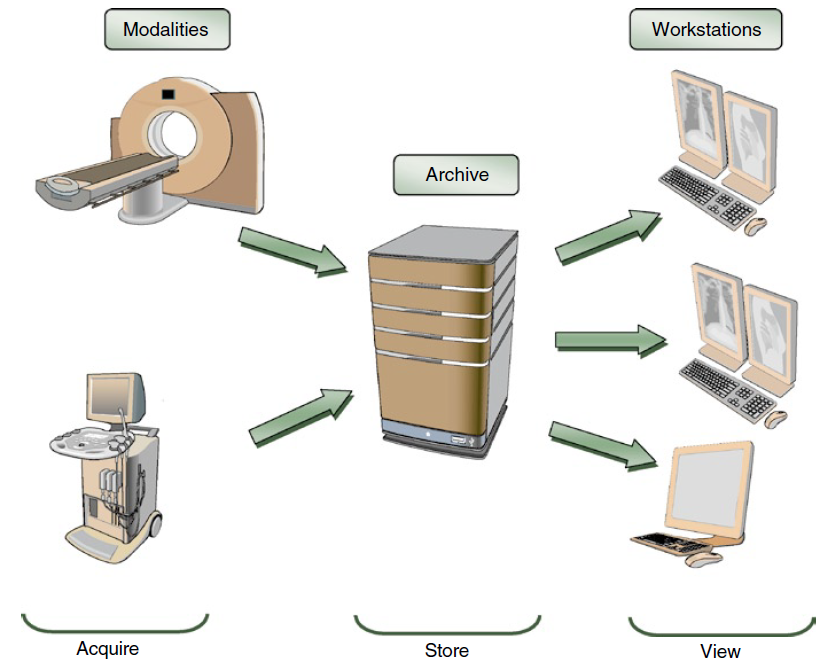 Modalities
Workstations
Archive
Acquire
Store
View